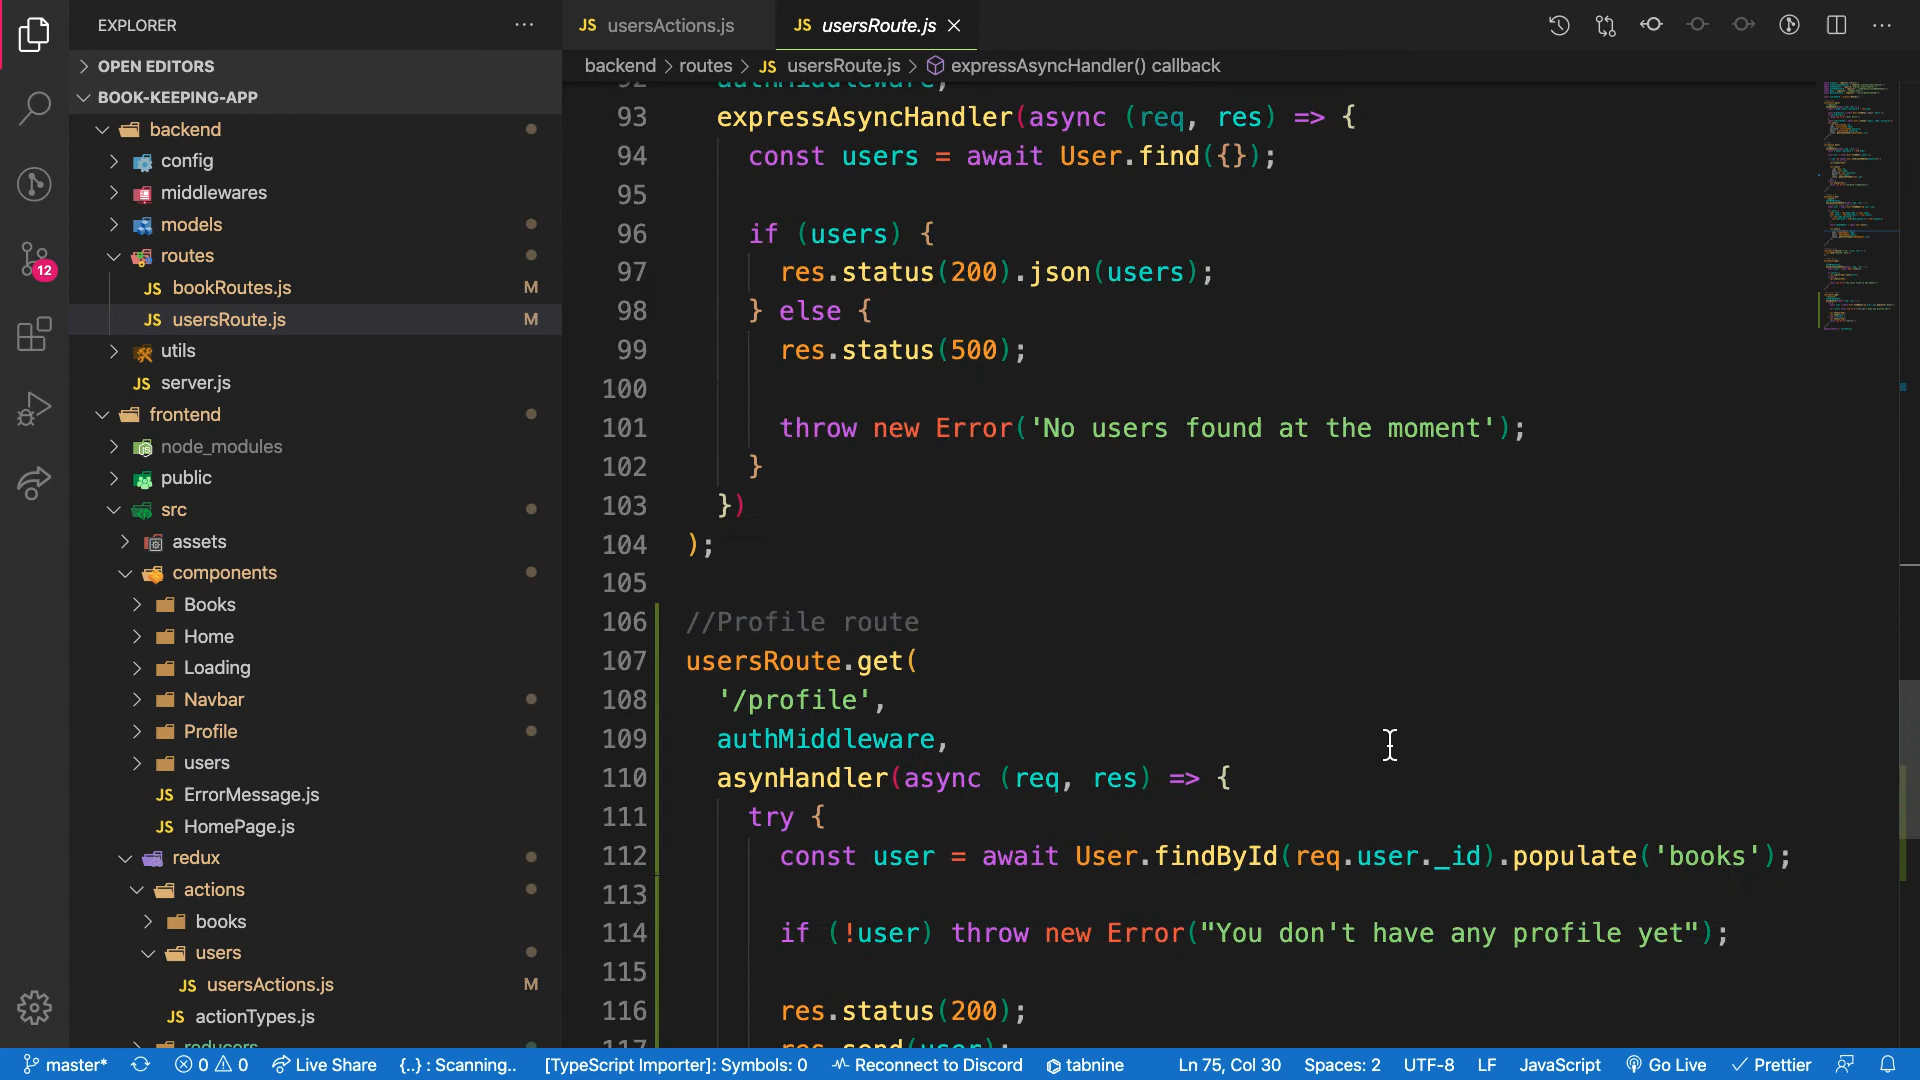 EXPLORER
OPEN EDITORS
BOOK-KEEPING-APP
backend
config
middlewares
models
routes
JS bookRoutes.js M
JS usersRoute.js M
utils
JS server.js
frontend
node_modules
public
src
assets
components
Books
Home
Loading
Navbar
Profile
users
JS ErrorMessage.js
JS HomePage.js
redux
actions
books
users
JS usersActions.js M
JS actionTypes.js
reducers
12
JS usersActions.js
JS usersRoute.js
backend > routes > JS usersRoute.js > expressAsyncHandler() callback
92 authMiddleware,
93 expressAsyncHandler(async (req, res) => {
94 const users = await User.find({});
95
96 if (users) {
97 res.status(200).json(users);
98 } else {
99 res.status(500);
100
101 throw new Error('No users found at the moment');
102 }
103 })
104 );
105
106 //Profile route
107 usersRoute.get(
108 '/profile',
109 authMiddleware,
110 asynHandler(async (req, res) => {
111 try {
112 const user = await User.findById(req.user._id).populate('books');
113
114 if (!user) throw new Error("You don't have any profile yet");
115
116 res.status(200);
117 res.send(user);
master* 0 0 Live Share {..} : Scanning.. [TypeScript Importer]: Symbols: 0 Reconnect to Discord tabnine Ln 75, Col 30 Spaces: 2 UTF-8 LF JavaScript Go Live Prettier